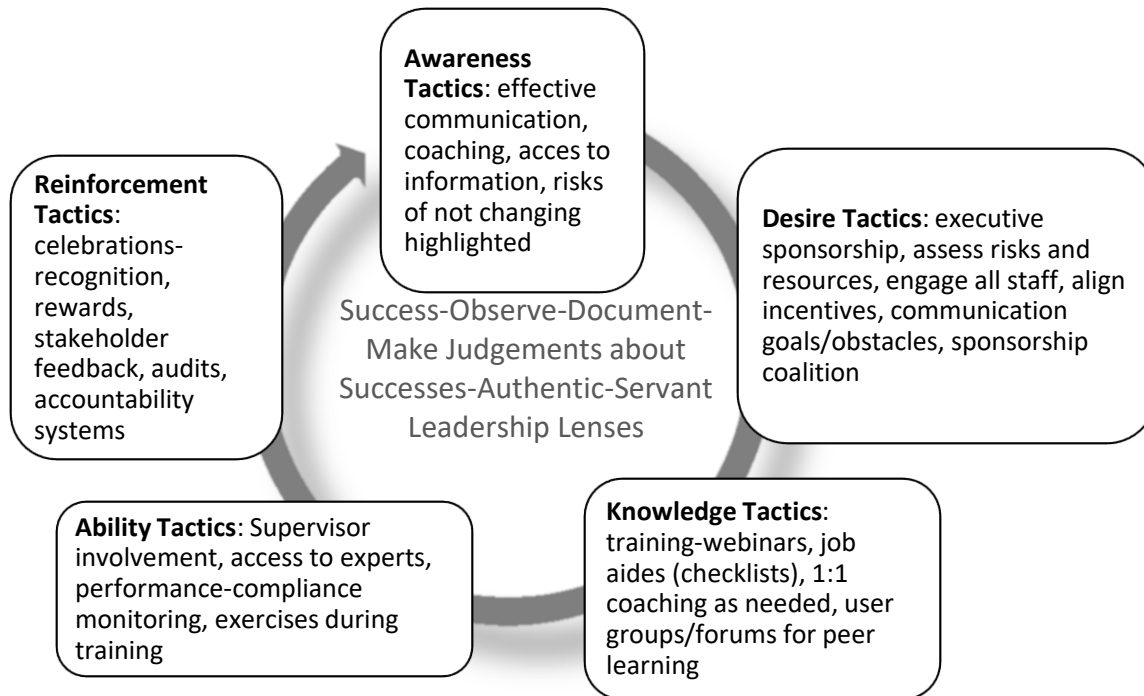 Awareness
Tactics: effective
communication,
coaching, acces to
information, risks
of not changing
highlighted
Desire Tactics: executive
sponsorship, assess risks and
resources, engage all staff, align
incentives, communication
goals/obstacles, sponsorship
coalition
Knowledge Tactics:
training-webinars, job
aides (checklists), 1:1
coaching as needed, user
groups/forums for peer
learning
Ability Tactics: Supervisor
involvement, access to experts,
performance-compliance
monitoring, exercises during
training
Reinforcement
Tactics:
celebrations-
recognition,
rewards,
stakeholder
feedback, audits,
accountability
systems
Success-Observe-Document-
Make Judgements about
Successes-Authentic-Servant
Leadership Lenses